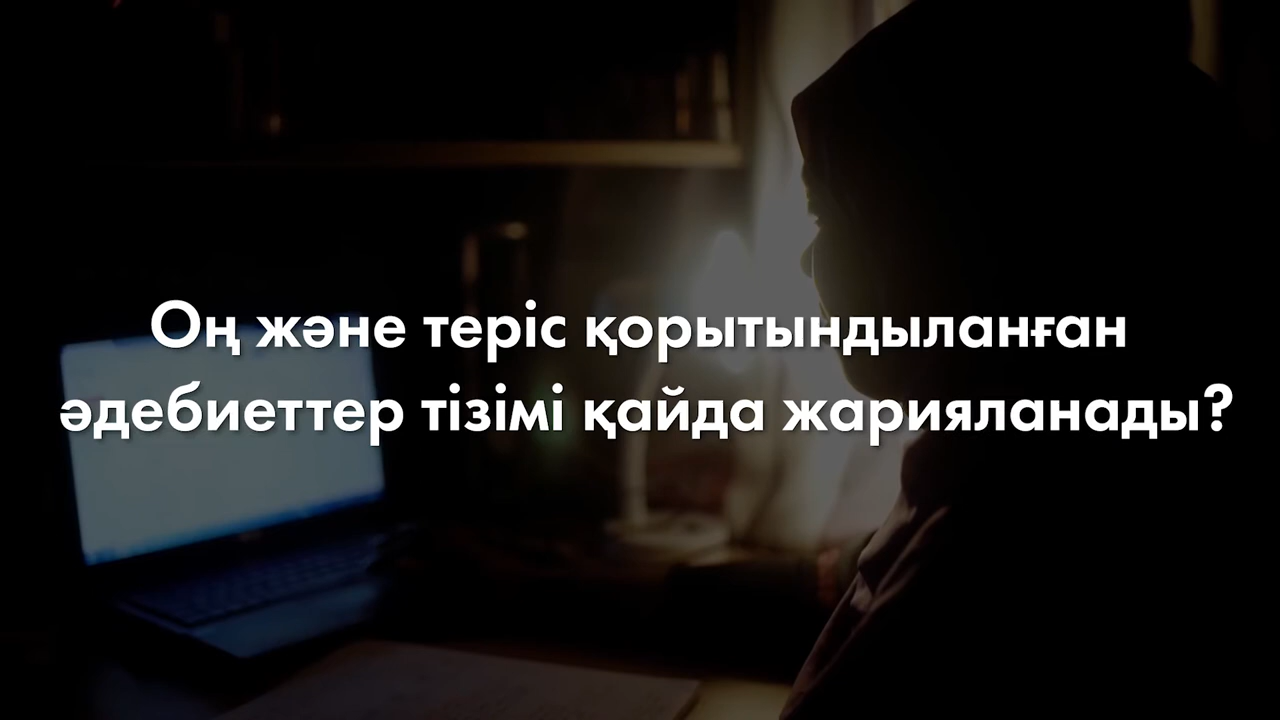 Оң және теріс қорытындыланған
әдебиеттер тізімі қайда жарияланады?